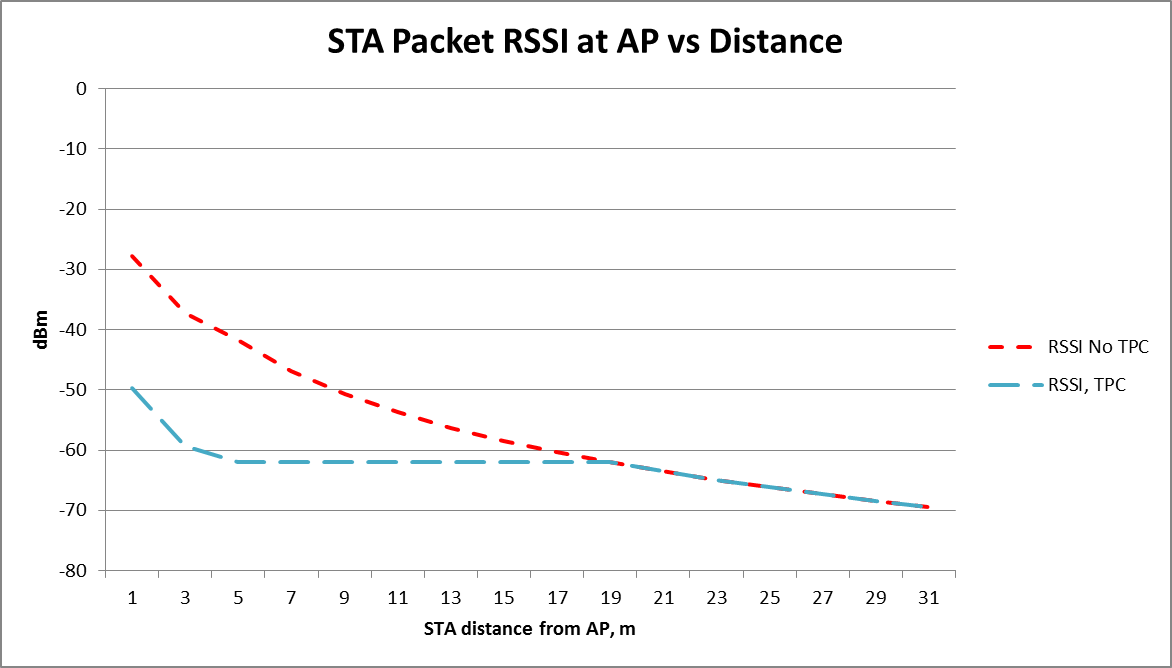 STA Packet RSSI at AP vs Distance
0
-10
-20
-30
-40
-50
-60
-70
-80
dBm
1 3 5 7 9 11 13 15 17 19 21 23 25 27 29 31
STA distance from AP, m
RSSI No TPC
RSSI, TPC